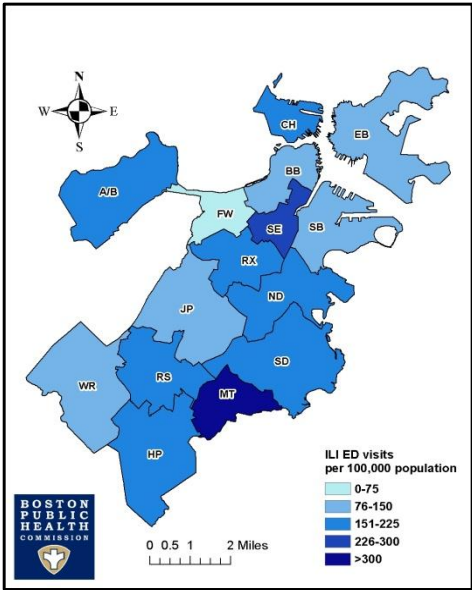 N
W
E
S
CH
EB
BB
A/B
FW
SE
SB
RX
ND
JP
SD
RS
WR
MT
HP
ILI ED visits
per 100,000 population
0-75
76-150
151-225
226-300
>300
BOSTON
PUBLIC
HEALTH
COMMISSION
0 0.5 1 2 Miles